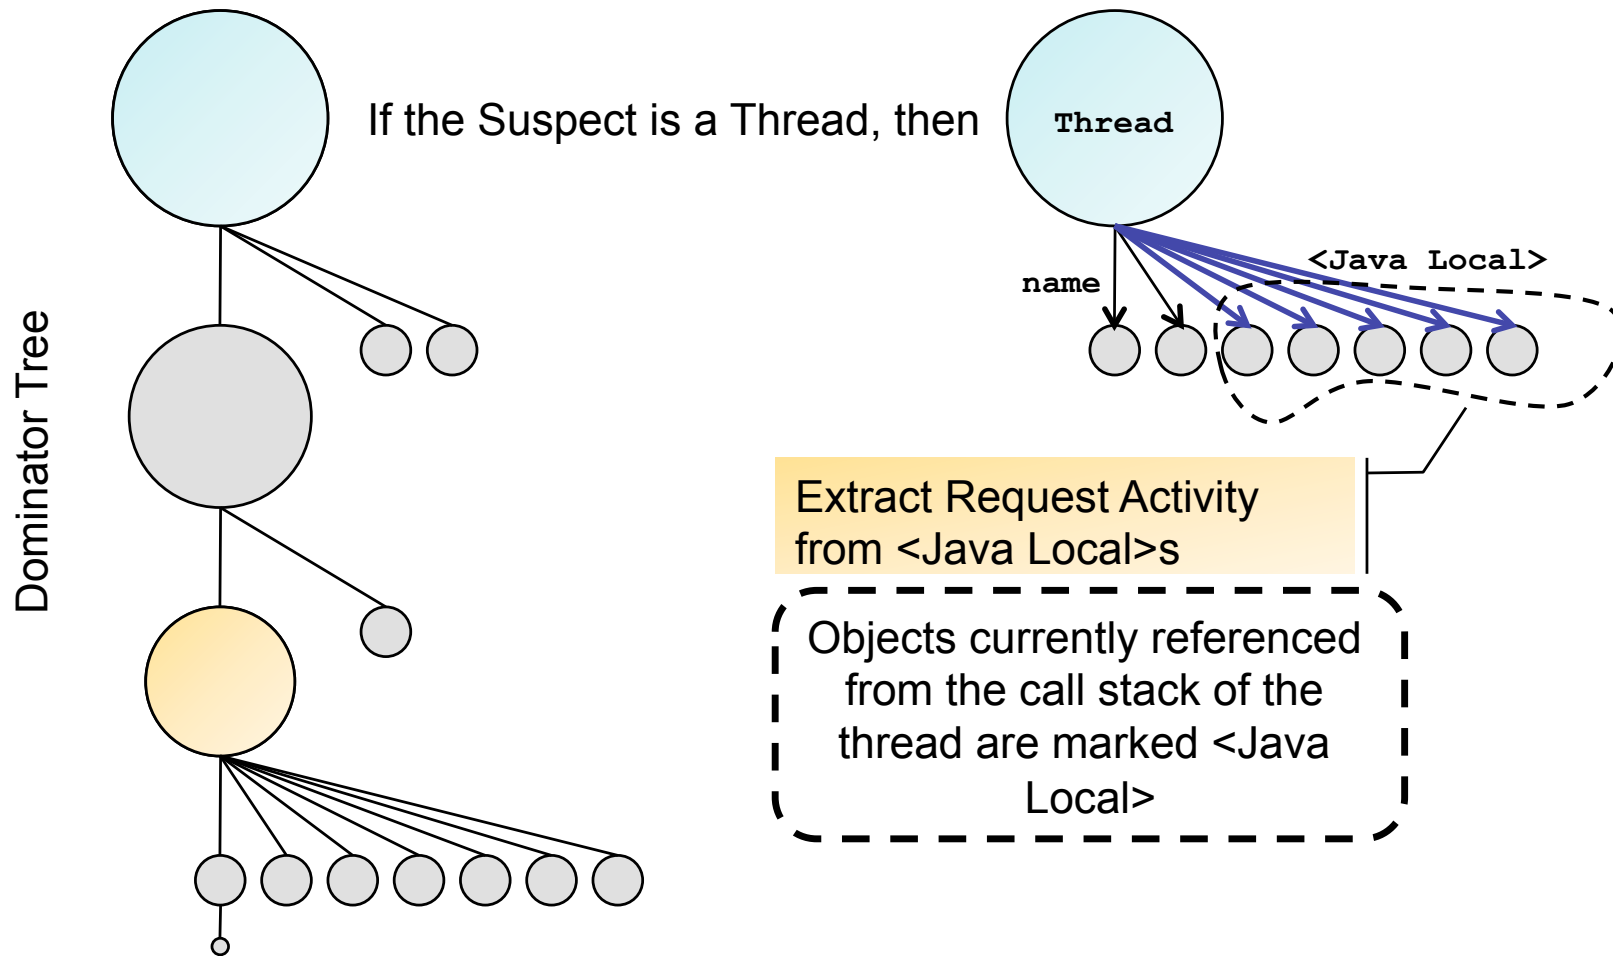 Dominator Tree
If the Suspect is a Thread, then
Thread
name
<Java Local>
Extract Request Activity
from <Java Local>s
Objects currently referenced
from the call stack of the
thread are marked <Java
Local>